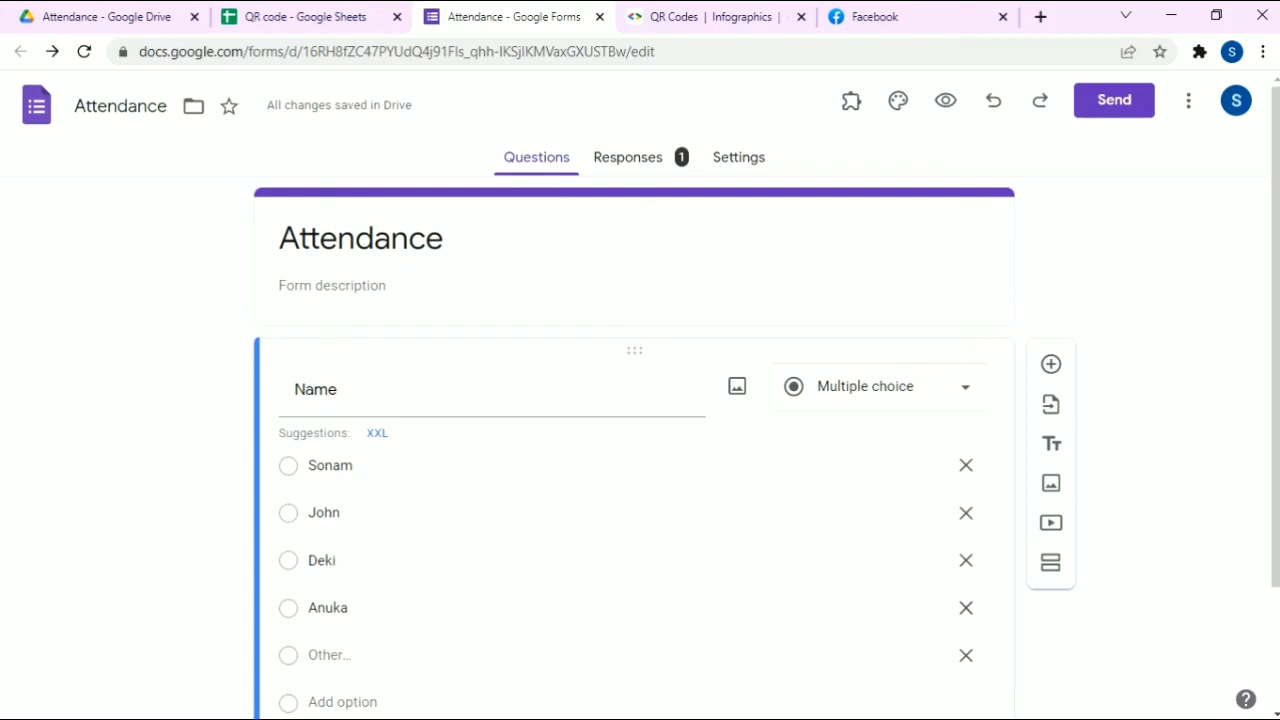 Attendance - Google Drive
QR code - Google Sheets
Attendance - Google Forms
QR Codes | Infographics |
Facebook
docs.google.com/forms/d/16RH8fZC47PYUdQ4j91Fls_qhh-IKSjIKMVaxGXUSTBw/edit
S
Attendance
All changes saved in Drive
Send
S
Questions
Responses 1
Settings
Attendance
Form description
Name
Multiple choice
Suggestions: XXL
Sonam
John
Deki
Anuka
Other...
Add option